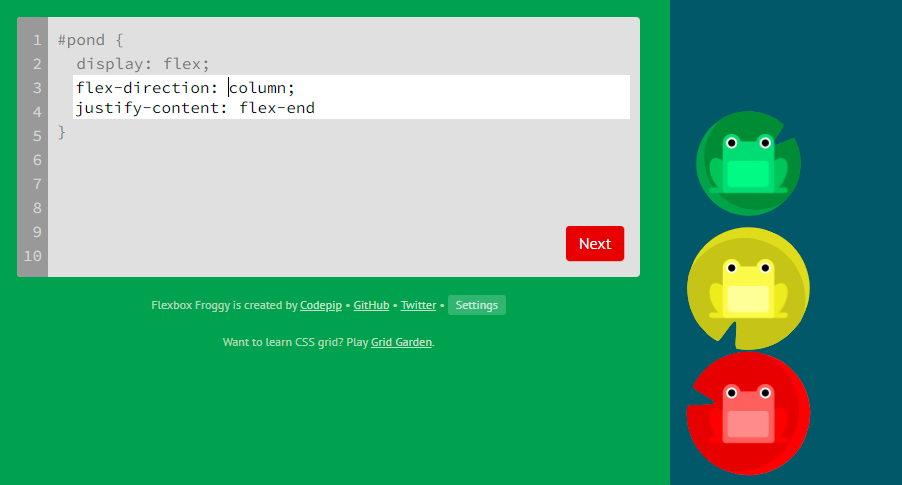 1 #pond {
2 display: flex;
3 flex-direction: column;
4 justify-content: flex-end
5 }
6
7
8
9
10
Next
Flexbox Froggy is created by Codepip • GitHub • Twitter • Settings
Want to learn CSS grid? Play Grid Garden.